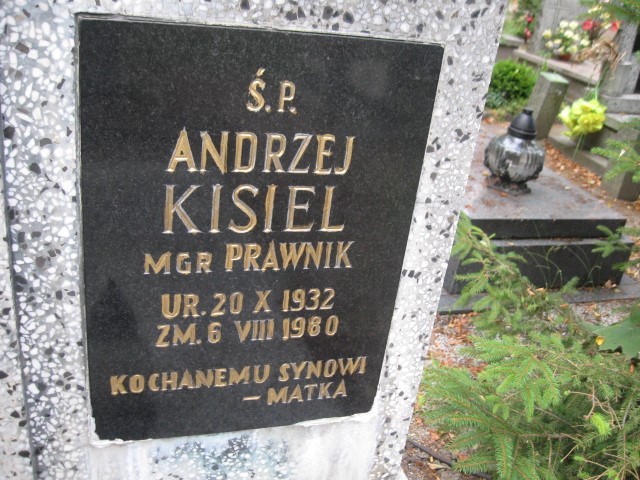 Ś.P.
ANDRZEJ
KISIEL
MGR PRAWNIK
UR. 20 X 1932
ZM. 6 VIII 1980
KOCHANEMU SYNOWI
– MATKA